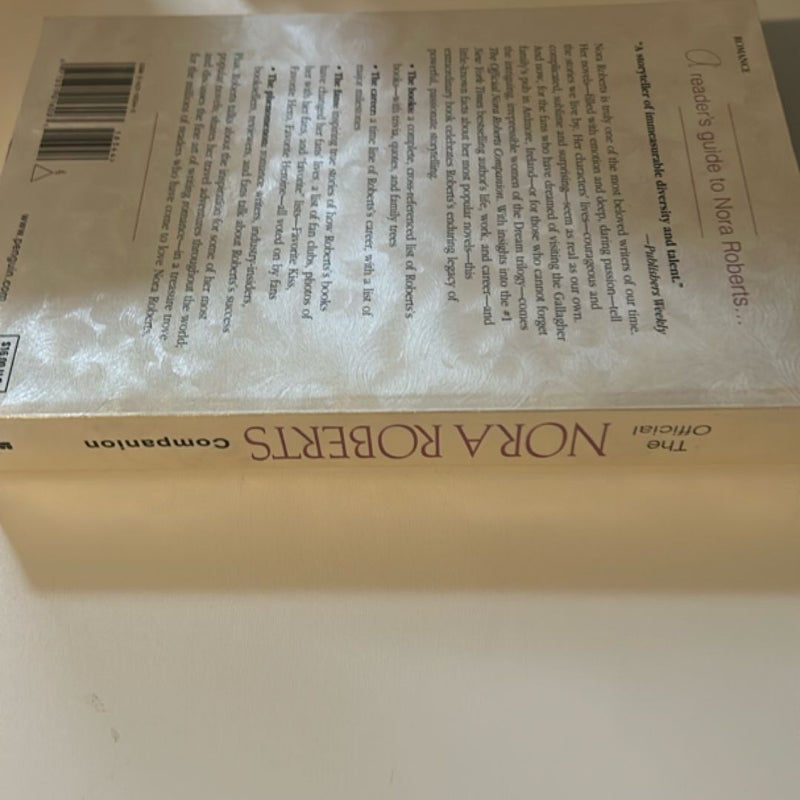 ROMANCE
a reader's guide to Nora Roberts...
"A storyteller of immeasurable diversity and talent."
—Publishers Weekly
Nora Roberts is truly one of the most beloved writers of our time.
Her novels—filled with emotion and deep, daring passion—tell
the stories we live by. Her characters' lives—courageous and
complicated, sublime and surprising—seem as real as our own.
And now, for the fans who have dreamed of visiting the Gallagher
family's pub in Ardmore, Ireland—or for those who cannot forget
the intriguing, irrepressible women of the Dream trilogy—comes
The Official Nora Roberts Companion. With insights into the #1
New York Times bestselling author's life, work, and career—and
little-known facts about her most popular novels—this
extraordinary book celebrates Roberts's enduring legacy of
powerful, passionate storytelling.
• The books: a complete, cross-referenced list of Roberts's
books—with trivia, quotes, and family trees
• The career: a time line of Roberts's career, with a list of
major milestones
• The fans: inspiring true stories of how Roberts's books
have changed her fans' lives, a list of fan clubs, photos of
her with her fans, and "favorite" lists—Favorite Kiss,
Favorite Hero, Favorite Heroine—all voted on by fans
• The phenomenon: romance writers, industry-insiders,
booksellers, reviewers, and fans talk about Roberts's success
Plus, Roberts talks about the inspiration for some of her most
popular novels, shares her travel adventures throughout the world,
and discusses the fine art of writing romance—in a treasure trove
for the millions of readers who have come to love Nora Roberts.
www.penguin.com
$16.00 U.S.
The
Official
NORA ROBERTS
Companion